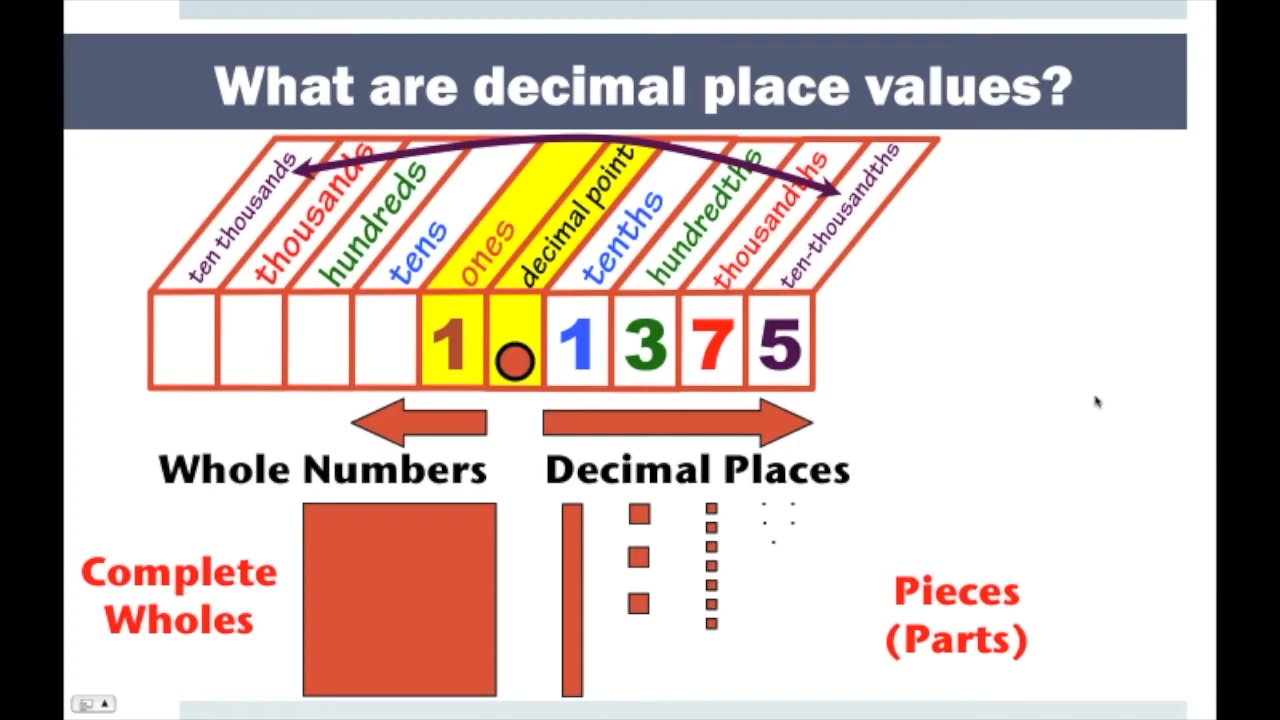 What are decimal place values?
ten thousands
thousands
hundreds
tens
ones
decimal point
tenths
hundredths
thousandths
ten-thousandths
1 . 1 3 7 5
Whole Numbers
Decimal Places
Complete
Wholes
Pieces
(Parts)